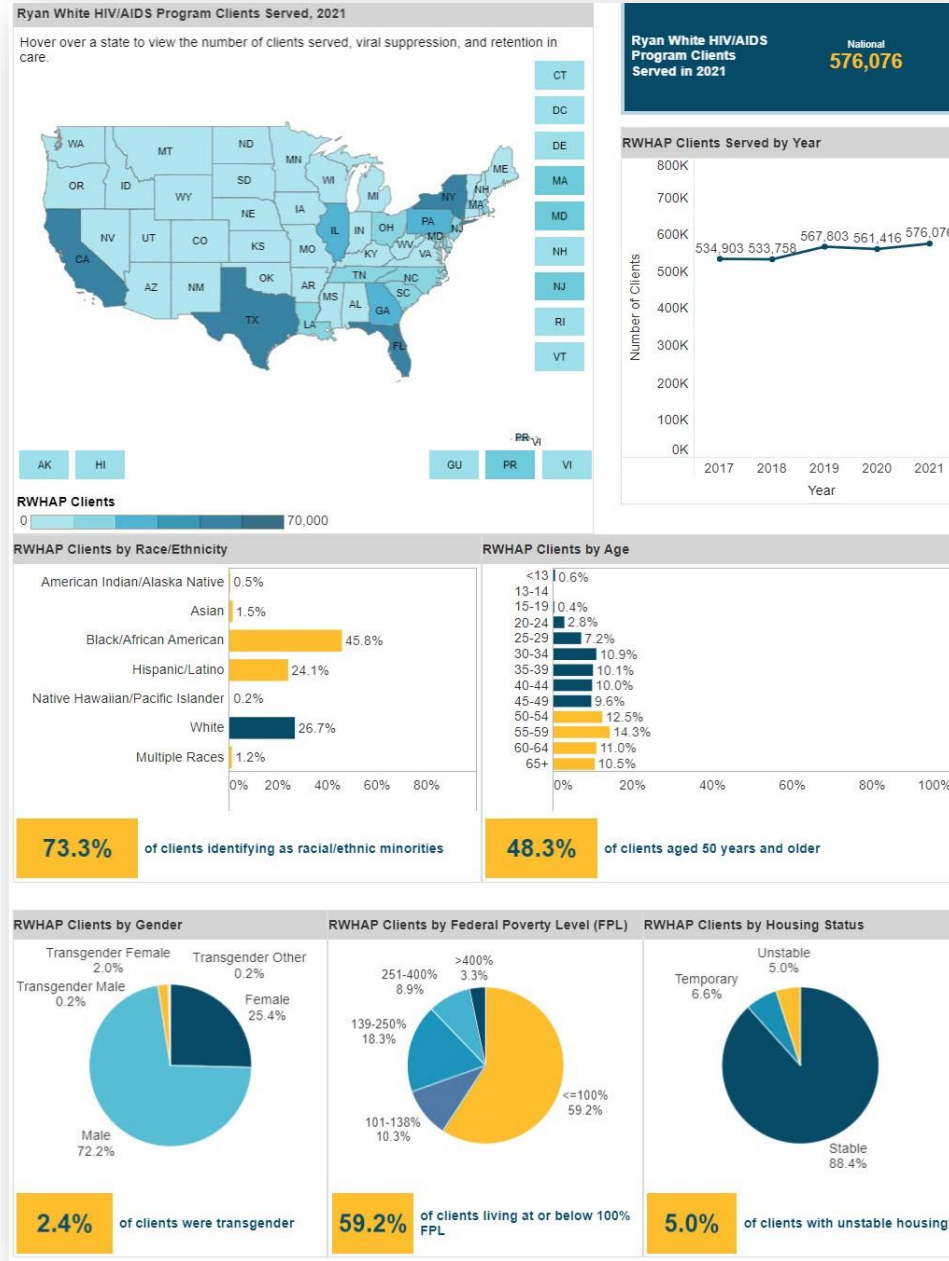 Ryan White HIV/AIDS Program Clients Served, 2021
Hover over a state to view the number of clients served, viral suppression, and retention in
care.
CT
DC
DE
MA
MD
NH
NJ
RI
VT
WA
MT
ND
MN
ME
OR
ID
WY
SD
WI
MI
NY
NH
MA
NV
UT
CO
NE
IA
IL
IN
OH
PA
NJ
MD
CA
KS
MO
KY
WV
VA
AZ
NM
OK
AR
TN
NC
SC
MS
AL
GA
TX
LA
FL
PR
VI
AK
HI
GU
PR
VI
RWHAP Clients
0
70,000
Ryan White HIV/AIDS
Program Clients
Served in 2021
National
576,076
RWHAP Clients Served by Year
800K
700K
600K
500K
400K
300K
200K
100K
0K
Number of Clients
534,903
533,758
567,803
561,416
576,076
2017
2018
2019
2020
2021
Year
RWHAP Clients by Race/Ethnicity
American Indian/Alaska Native 0.5%
Asian 1.5%
Black/African American 45.8%
Hispanic/Latino 24.1%
Native Hawaiian/Pacific Islander 0.2%
White 26.7%
Multiple Races 1.2%
0% 20% 40% 60% 80%
73.3% of clients identifying as racial/ethnic minorities
RWHAP Clients by Age
<13 0.6%
13-14
15-19 0.4%
20-24 2.8%
25-29 7.2%
30-34 10.9%
35-39 10.1%
40-44 10.0%
45-49 9.6%
50-54 12.5%
55-59 14.3%
60-64 11.0%
65+ 10.5%
0% 20% 40% 60% 80% 100%
48.3% of clients aged 50 years and older
RWHAP Clients by Gender
Transgender Female
2.0%
Transgender Other
0.2%
Transgender Male
0.2%
Female
25.4%
Male
72.2%
2.4% of clients were transgender
RWHAP Clients by Federal Poverty Level (FPL)
>400%
3.3%
251-400%
8.9%
139-250%
18.3%
101-138%
10.3%
<=100%
59.2%
59.2% of clients living at or below 100%
FPL
RWHAP Clients by Housing Status
Unstable
5.0%
Temporary
6.6%
Stable
88.4%
5.0% of clients with unstable housing